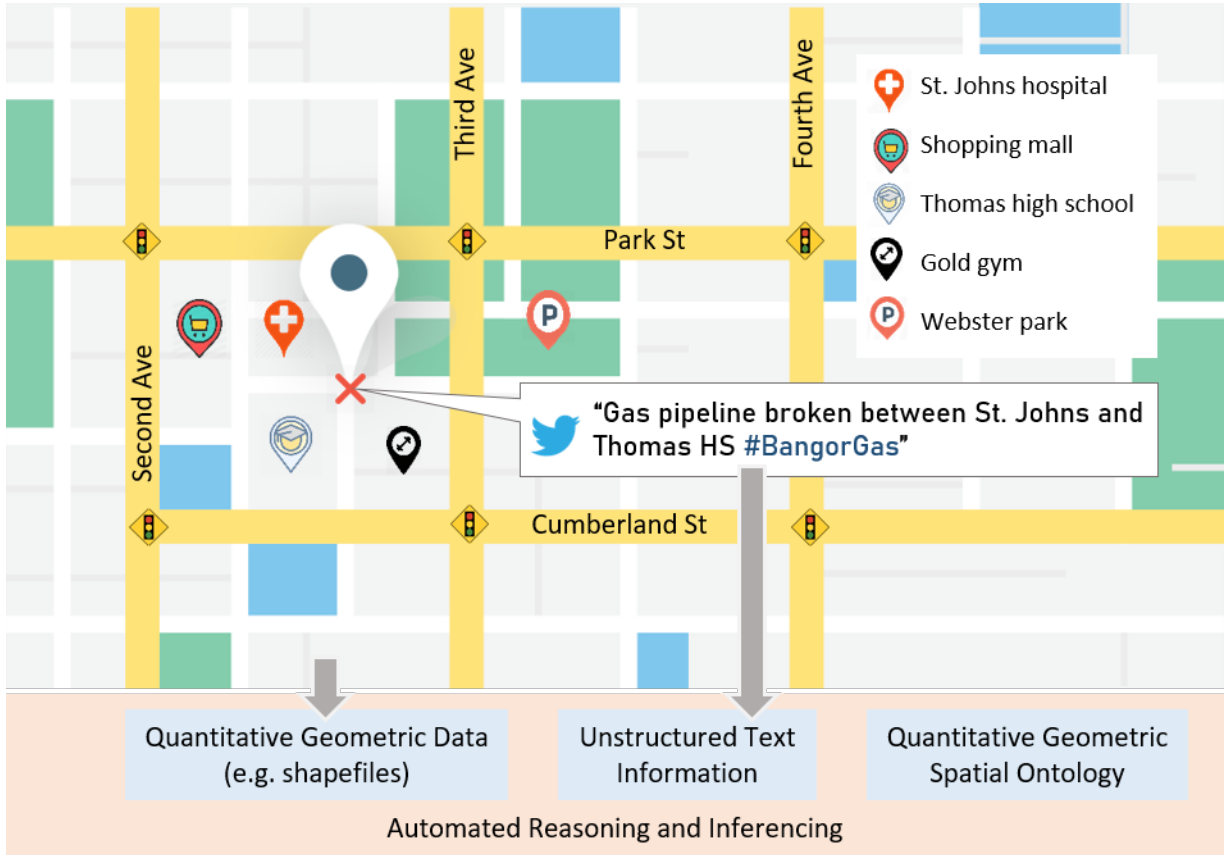 Third Ave
Fourth Ave
St. Johns hospital
Shopping mall
Thomas high school
Gold gym
P
Webster park
Park St
P
Second Ave
“Gas pipeline broken between St. Johns and
Thomas HS #BangorGas”
Cumberland St
Quantitative Geometric Data
(e.g. shapefiles)
Unstructured Text
Information
Quantitative Geometric
Spatial Ontology
Automated Reasoning and Inferencing